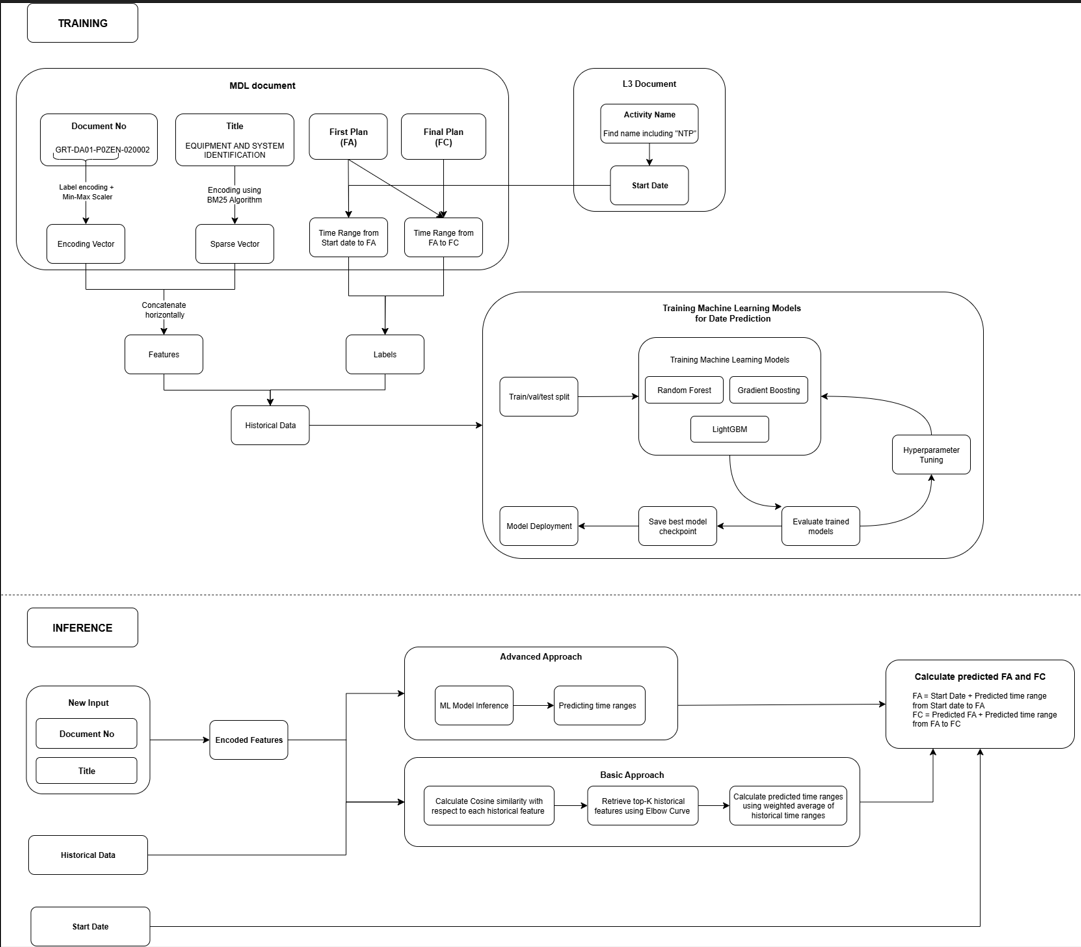 TRAINING
MDL document
Document No
GRT-DA01-P0ZEN-020002
Title
EQUIPMENT AND SYSTEM
IDENTIFICATION
First Plan
(FA)
Final Plan
(FC)
L3 Document
Activity Name
Find name including "NTP"
Start Date
Label encoding +
Min-Max Scaler
Encoding using
BM25 Algorithm
Encoding Vector
Sparse Vector
Time Range from
Start date to FA
Time Range from
FA to FC
Concatenate
horizontally
Features
Labels
Historical Data
Training Machine Learning Models
for Date Prediction
Train/val/test split
Training Machine Learning Models
Random Forest
Gradient Boosting
LightGBM
Hyperparameter
Tuning
Model Deployment
Save best model
checkpoint
Evaluate trained
models
INFERENCE
New Input
Document No
Title
Encoded Features
Historical Data
Start Date
Advanced Approach
ML Model Inference
Predicting time ranges
Basic Approach
Calculate Cosine similarity with
respect to each historical feature
Retrieve top-K historical
features using Elbow Curve
Calculate predicted time ranges
using weighted average of
historical time ranges
Calculate predicted FA and FC
FA = Start Date + Predicted time range
from Start date to FA
FC = Predicted FA + Predicted time range
from FA to FC